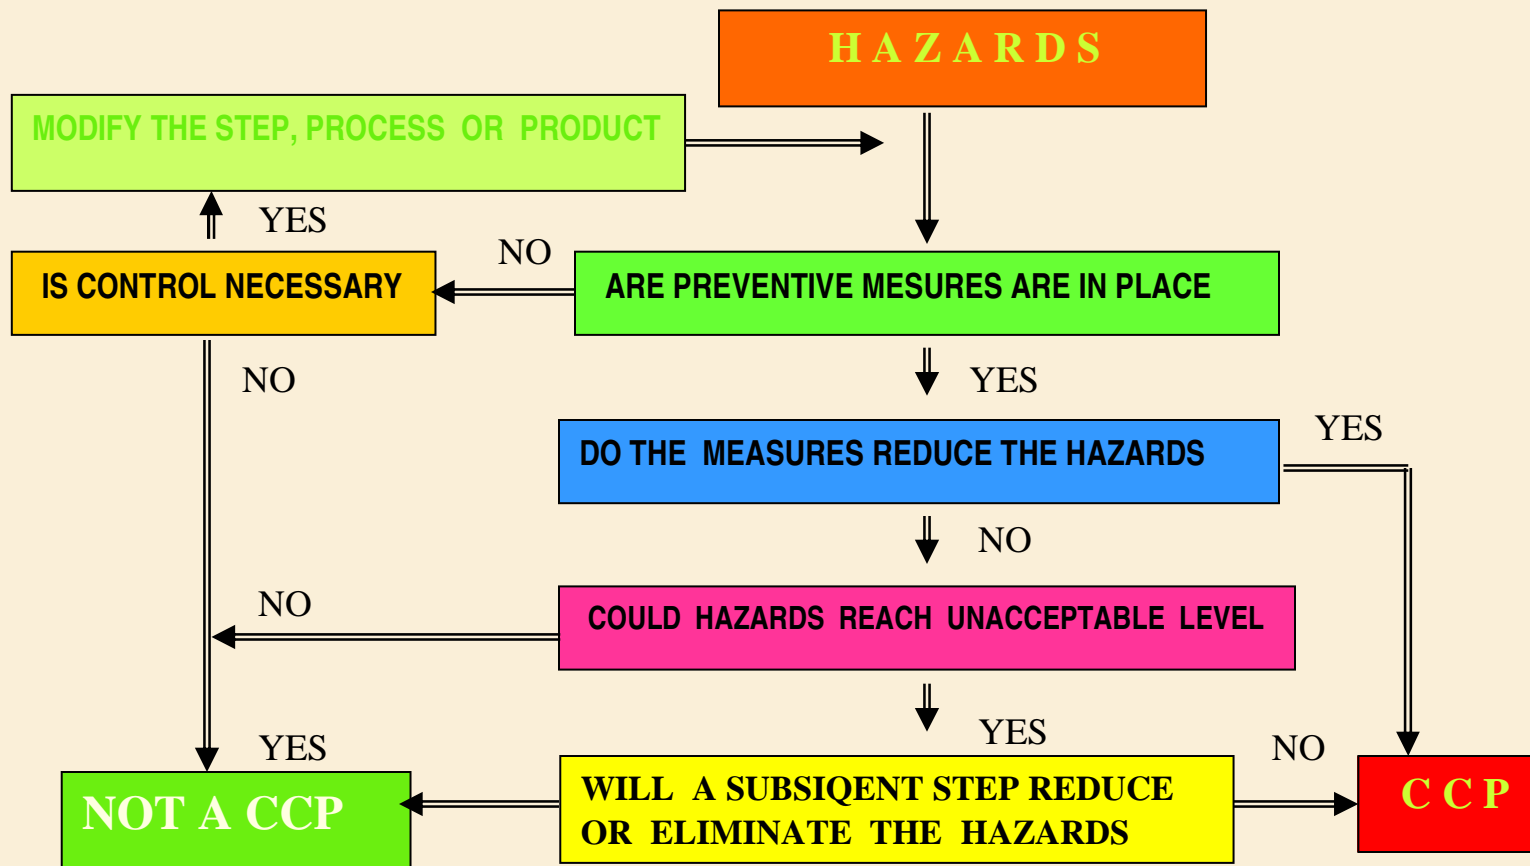 H A Z A R D S
MODIFY THE STEP, PROCESS OR PRODUCT
YES
NO
IS CONTROL NECESSARY
ARE PREVENTIVE MESURES ARE IN PLACE
NO
YES
YES
DO THE MEASURES REDUCE THE HAZARDS
NO
NO
COULD HAZARDS REACH UNACCEPTABLE LEVEL
YES
YES
NO
NOT A CCP
WILL A SUBSIQENT STEP REDUCE
OR ELIMINATE THE HAZARDS
C C P